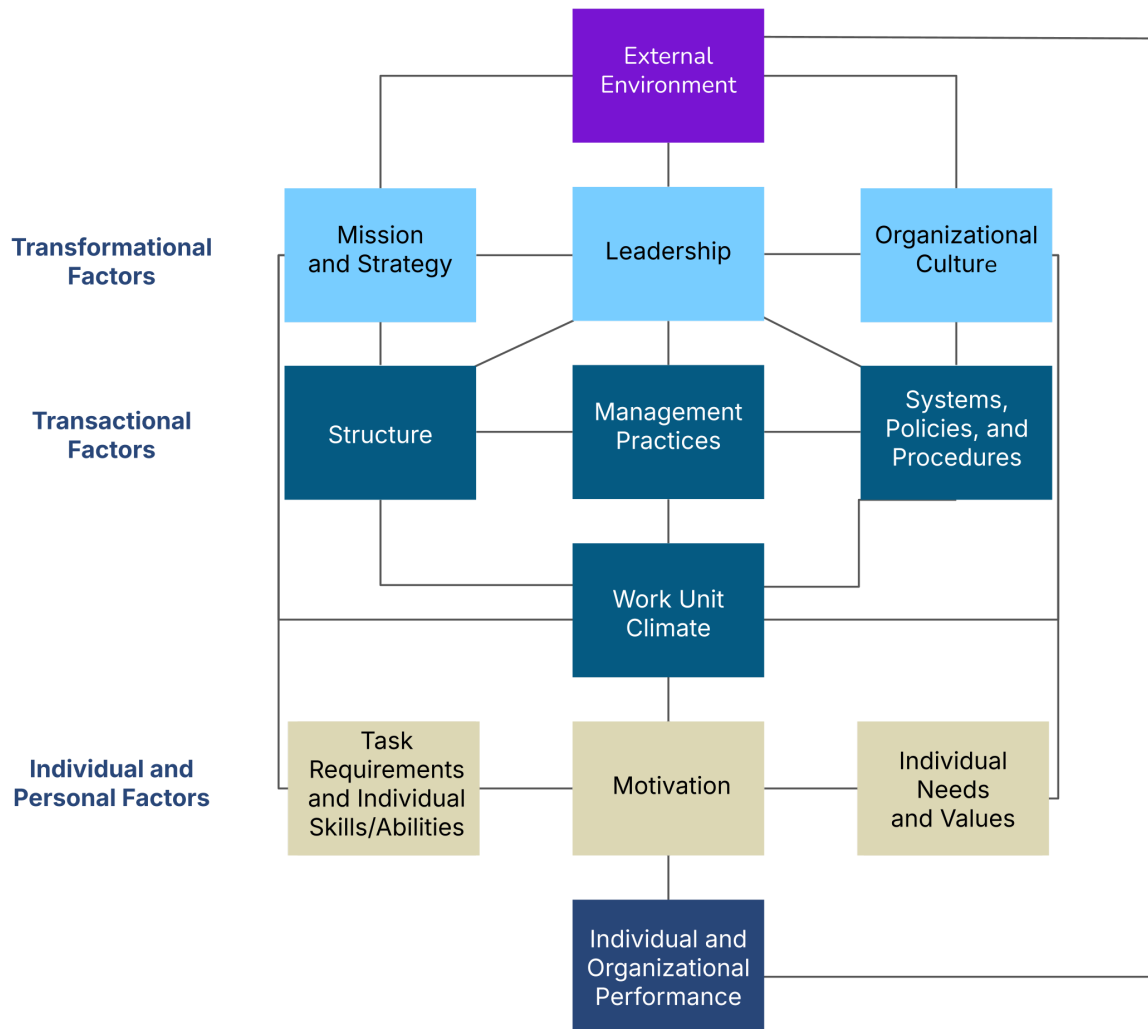 External
Environment
Transformational
Factors
Mission
and Strategy
Leadership
Organizational
Culture
Transactional
Factors
Structure
Management
Practices
Systems,
Policies, and
Procedures
Work Unit
Climate
Individual and
Personal Factors
Task
Requirements
and Individual
Skills/Abilities
Motivation
Individual
Needs
and Values
Individual and
Organizational
Performance